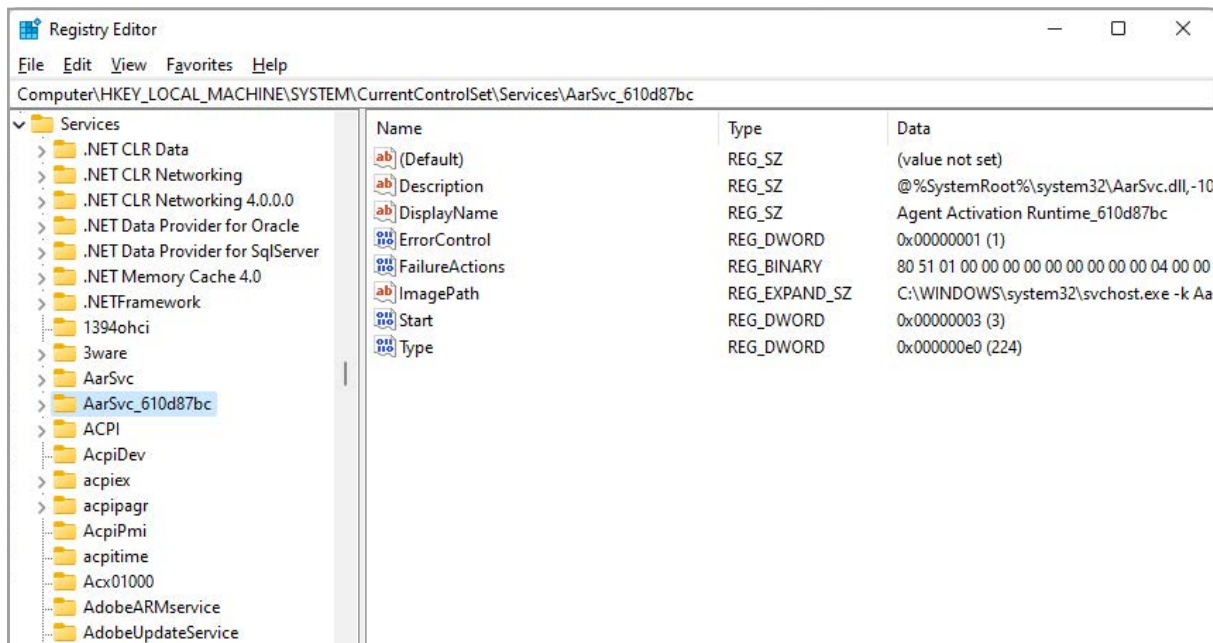 Registry Editor
File Edit View Favorites Help
Computer\HKEY_LOCAL_MACHINE\SYSTEM\CurrentControlSet\Services\AarSvc_610d87bc
Services
.NET CLR Data
.NET CLR Networking
.NET CLR Networking 4.0.0.0
.NET Data Provider for Oracle
.NET Data Provider for SqlServer
.NET Memory Cache 4.0
.NETFramework
1394ohci
3ware
AarSvc
AarSvc_610d87bc
ACPI
AcpiDev
acpiex
acpipagr
AcpiPmi
acpitime
Acx01000
AdobeARMservice
AdobeUpdateService
Name Type Data
(Default) REG_SZ (value not set)
Description REG_SZ @%SystemRoot%\system32\AarSvc.dll,-10
DisplayName REG_SZ Agent Activation Runtime_610d87bc
ErrorControl REG_DWORD 0x00000001 (1)
FailureActions REG_BINARY 80 51 01 00 00 00 00 00 00 00 00 00 04 00 00
ImagePath REG_EXPAND_SZ C:\WINDOWS\system32\svchost.exe -k Aa
Start REG_DWORD 0x00000003 (3)
Type REG_DWORD 0x000000e0 (224)